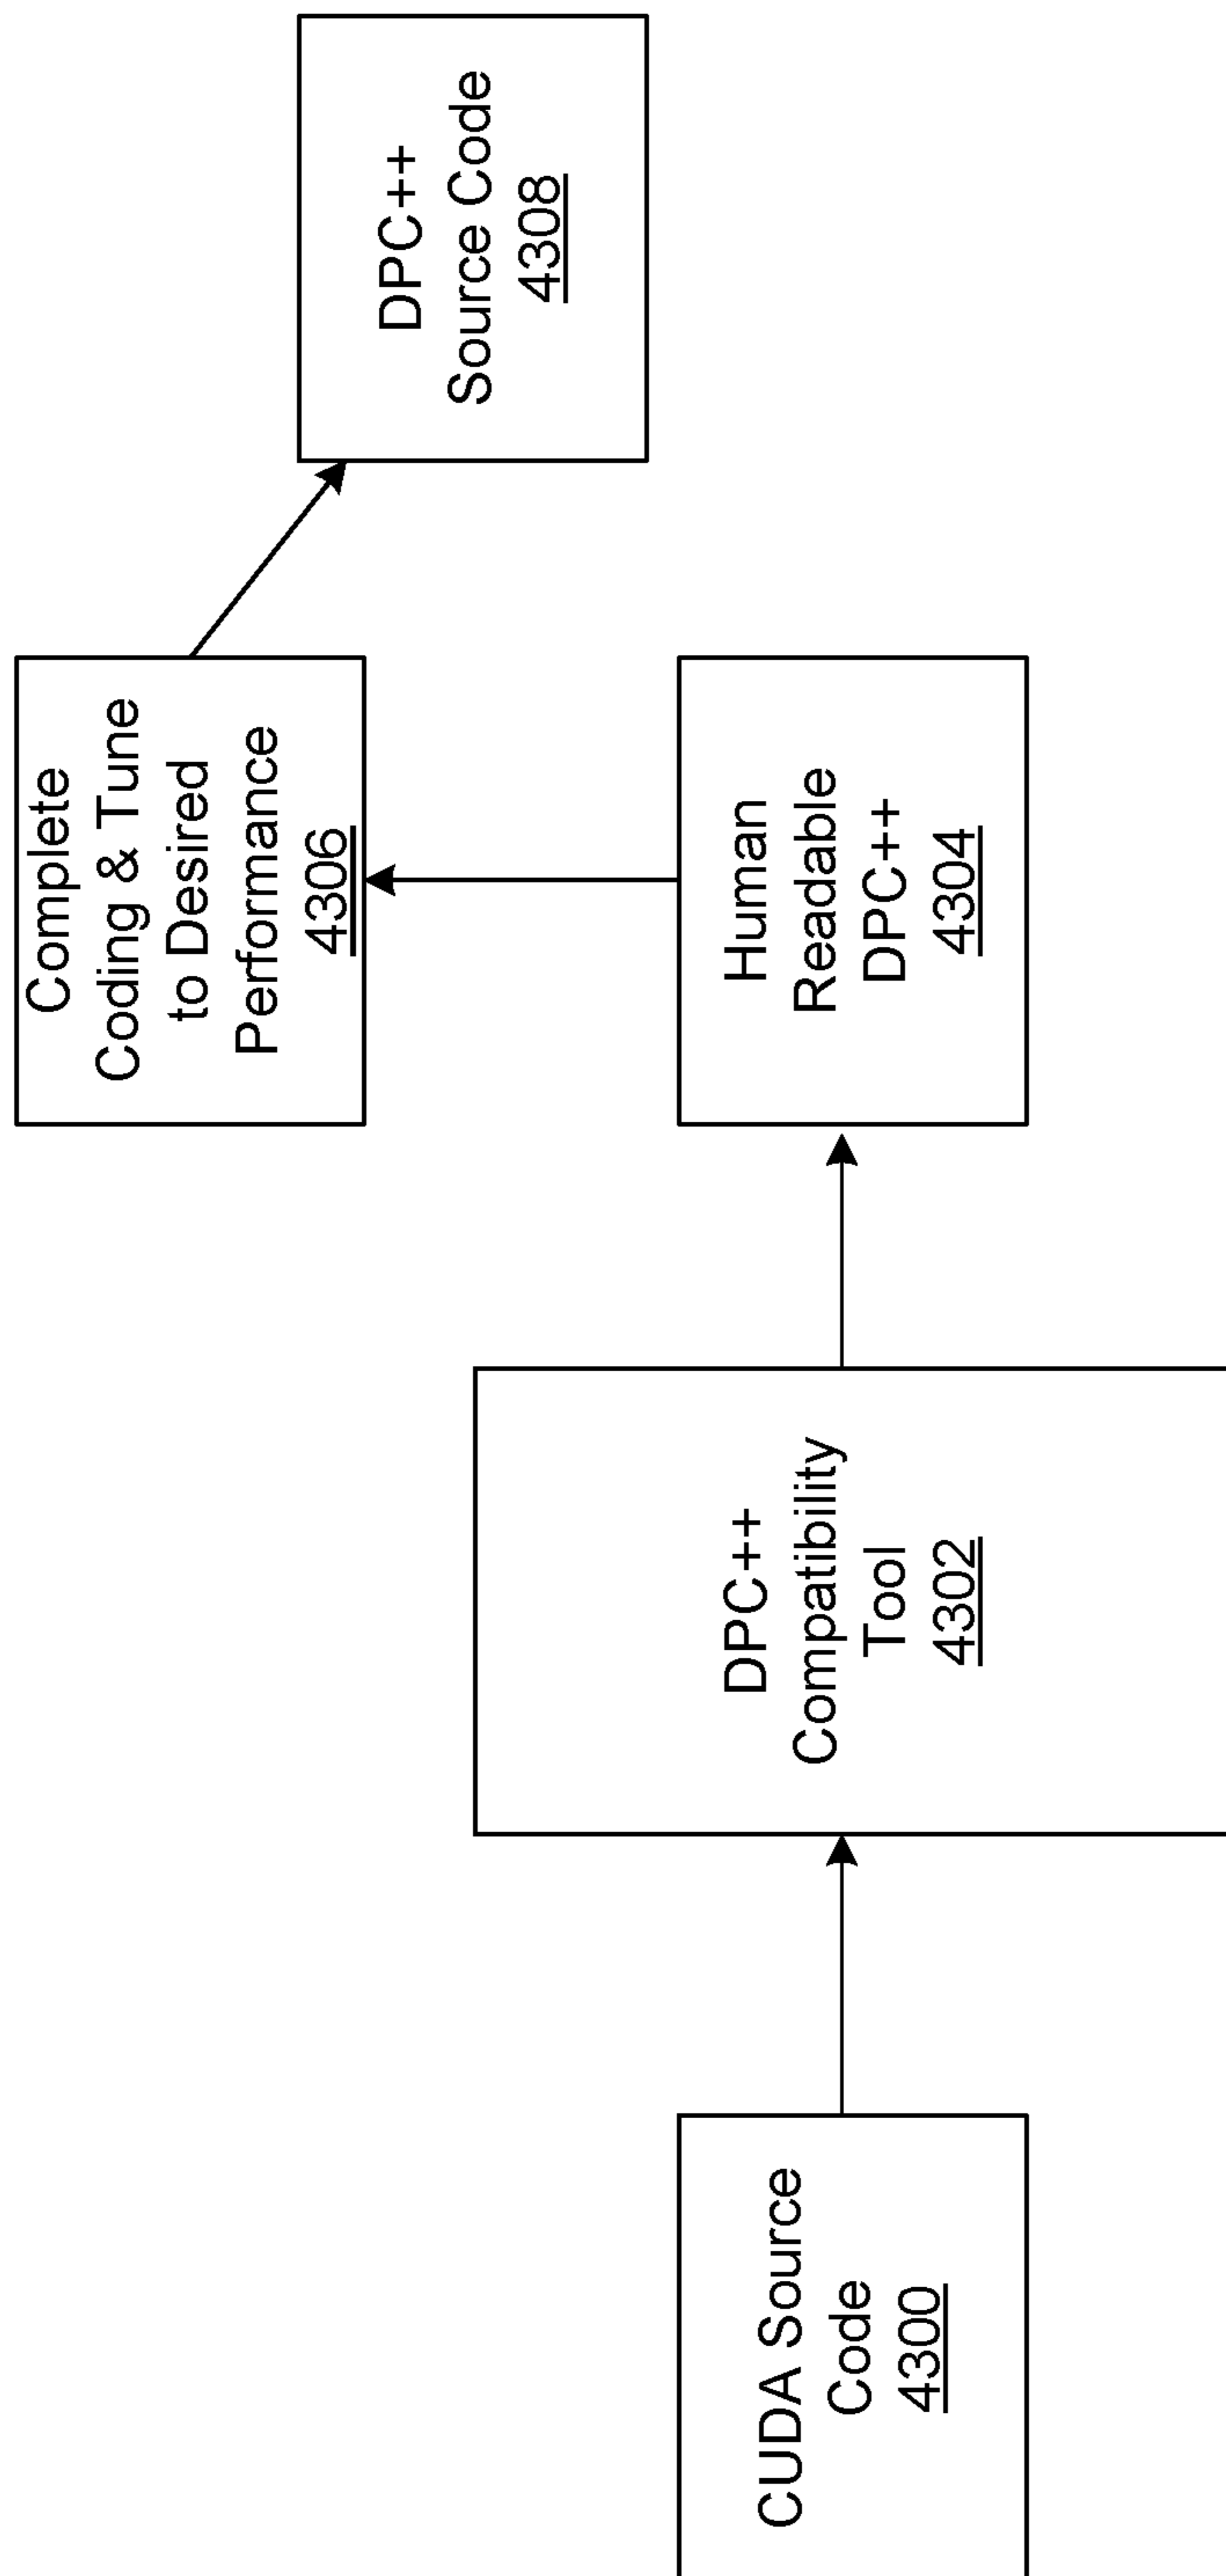 CUDA Source
Code
4300
DPC++
Compatibility
Tool
4302
Human
Readable
DPC++
4304
Complete
Coding & Tune
to Desired
Performance
4306
DPC++
Source Code
4308